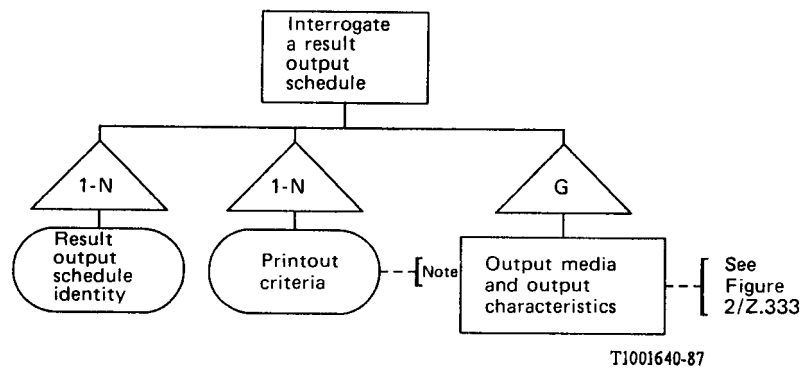 Interrogate
a result
output
schedule
1-N
1-N
G
Result
output
schedule
identity
Printout
criteria
Note
Output media
and output
characteristics
See
Figure
2/Z.333
T1001640-87